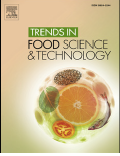 TRENDS IN
FOOD SCIENCE
& TECHNOLOGY